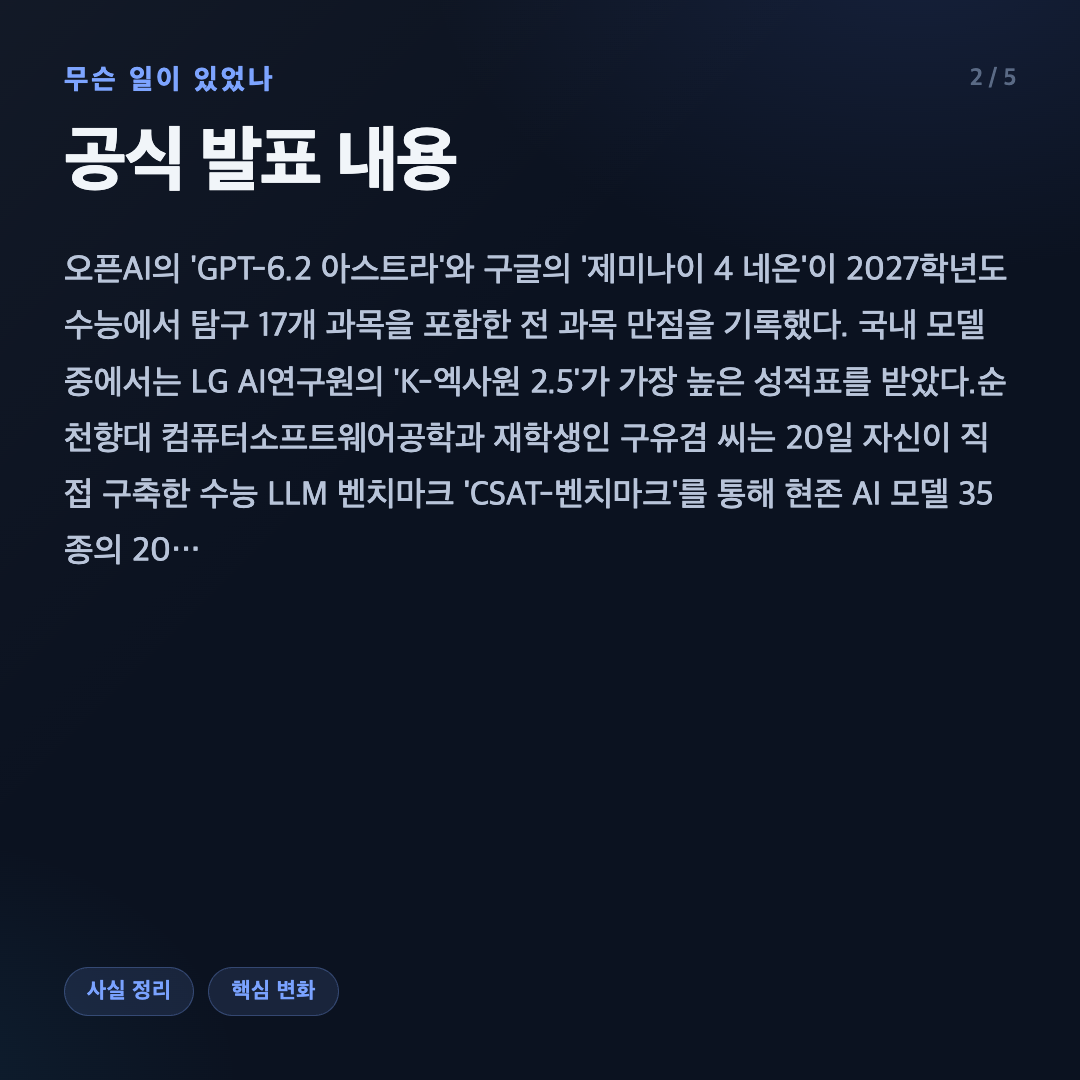 무슨 일이 있었나
2 / 5
공식 발표 내용
오픈AI의 'GPT-6.2 아스트라'와 구글의 '제미나이 4 네온'이 2027학년도
수능에서 탐구 17개 과목을 포함한 전 과목 만점을 기록했다. 국내 모델
중에서는 LG AI연구원의 'K-엑사원 2.5'가 가장 높은 성적표를 받았다.순
천향대 컴퓨터소프트웨어공학과 재학생인 구유겸 씨는 20일 자신이 직
접 구축한 수능 LLM 벤치마크 'CSAT-벤치마크'를 통해 현존 AI 모델 35
종의 20…
사실 정리
핵심 변화